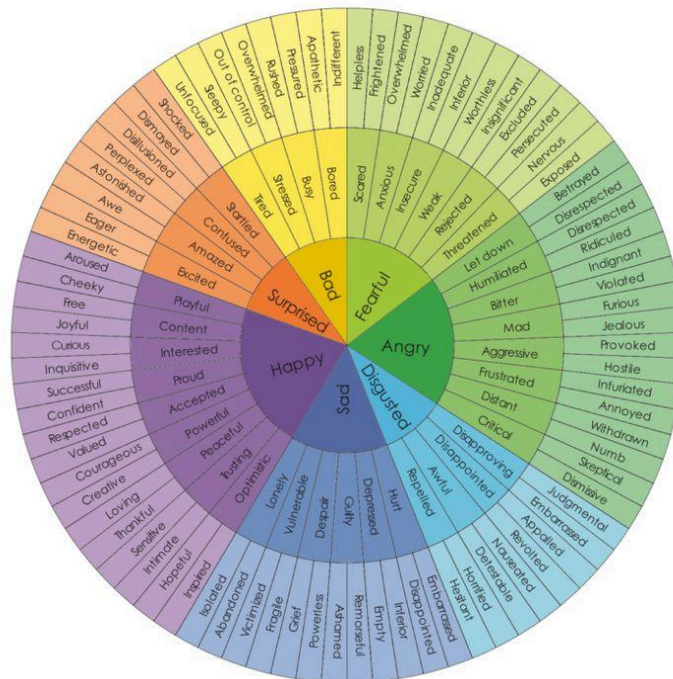 Bad
Fearful
Angry
Disgusted
Sad
Happy
Surprised
Tired
Stressed
Busy
Bored
Scared
Anxious
Insecure
Weak
Rejected
Threatened
Let down
Humiliated
Bitter
Mad
Aggressive
Frustrated
Distant
Critical
Disapproving
Disappointed
Awful
Repelled
Hurt
Depressed
Guilty
Despair
Vulnerable
Lonely
Optimistic
Trusting
Peaceful
Powerful
Accepted
Proud
Interested
Content
Playful
Excited
Amazed
Confused
Startled
Unfocused
Sleepy
Out of control
Overwhelmed
Rushed
Pressured
Apathetic
Indifferent
Helpless
Frightened
Overwhelmed
Worried
Inadequate
Inferior
Worthless
Insignificant
Excluded
Persecuted
Nervous
Exposed
Betrayed
Disrespected
Disrespected
Ridiculed
Indignant
Violated
Furious
Jealous
Provoked
Hostile
Infuriated
Annoyed
Withdrawn
Numb
Skeptical
Dismissive
Judgmental
Embarrassed
Appalled
Revolted
Nauseated
Detestable
Horrified
Hesitant
Embarrassed
Disappointed
Inferior
Empty
Remorseful
Ashamed
Powerless
Grief
Fragile
Victimized
Abandoned
Isolated
Inspired
Hopeful
Intimate
Sensitive
Thankful
Loving
Creative
Courageous
Valued
Respected
Confident
Successful
Inquisitive
Curious
Joyful
Free
Cheeky
Aroused
Energetic
Eager
Awe
Astonished
Perplexed
Disillusioned
Dismayed
Shocked